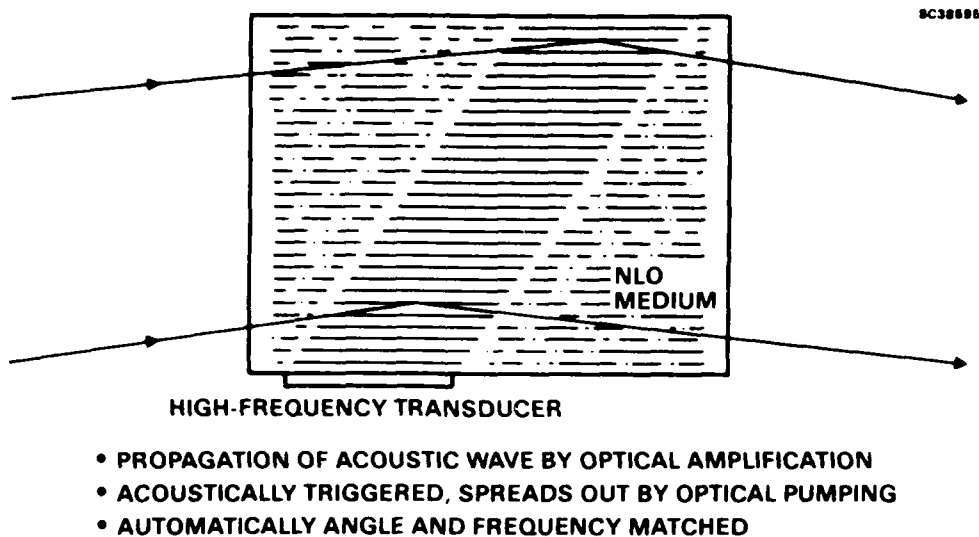 NLO
MEDIUM
HIGH-FREQUENCY TRANSDUCER
• PROPAGATION OF ACOUSTIC WAVE BY OPTICAL AMPLIFICATION
• ACOUSTICALLY TRIGGERED, SPREADS OUT BY OPTICAL PUMPING
• AUTOMATICALLY ANGLE AND FREQUENCY MATCHED